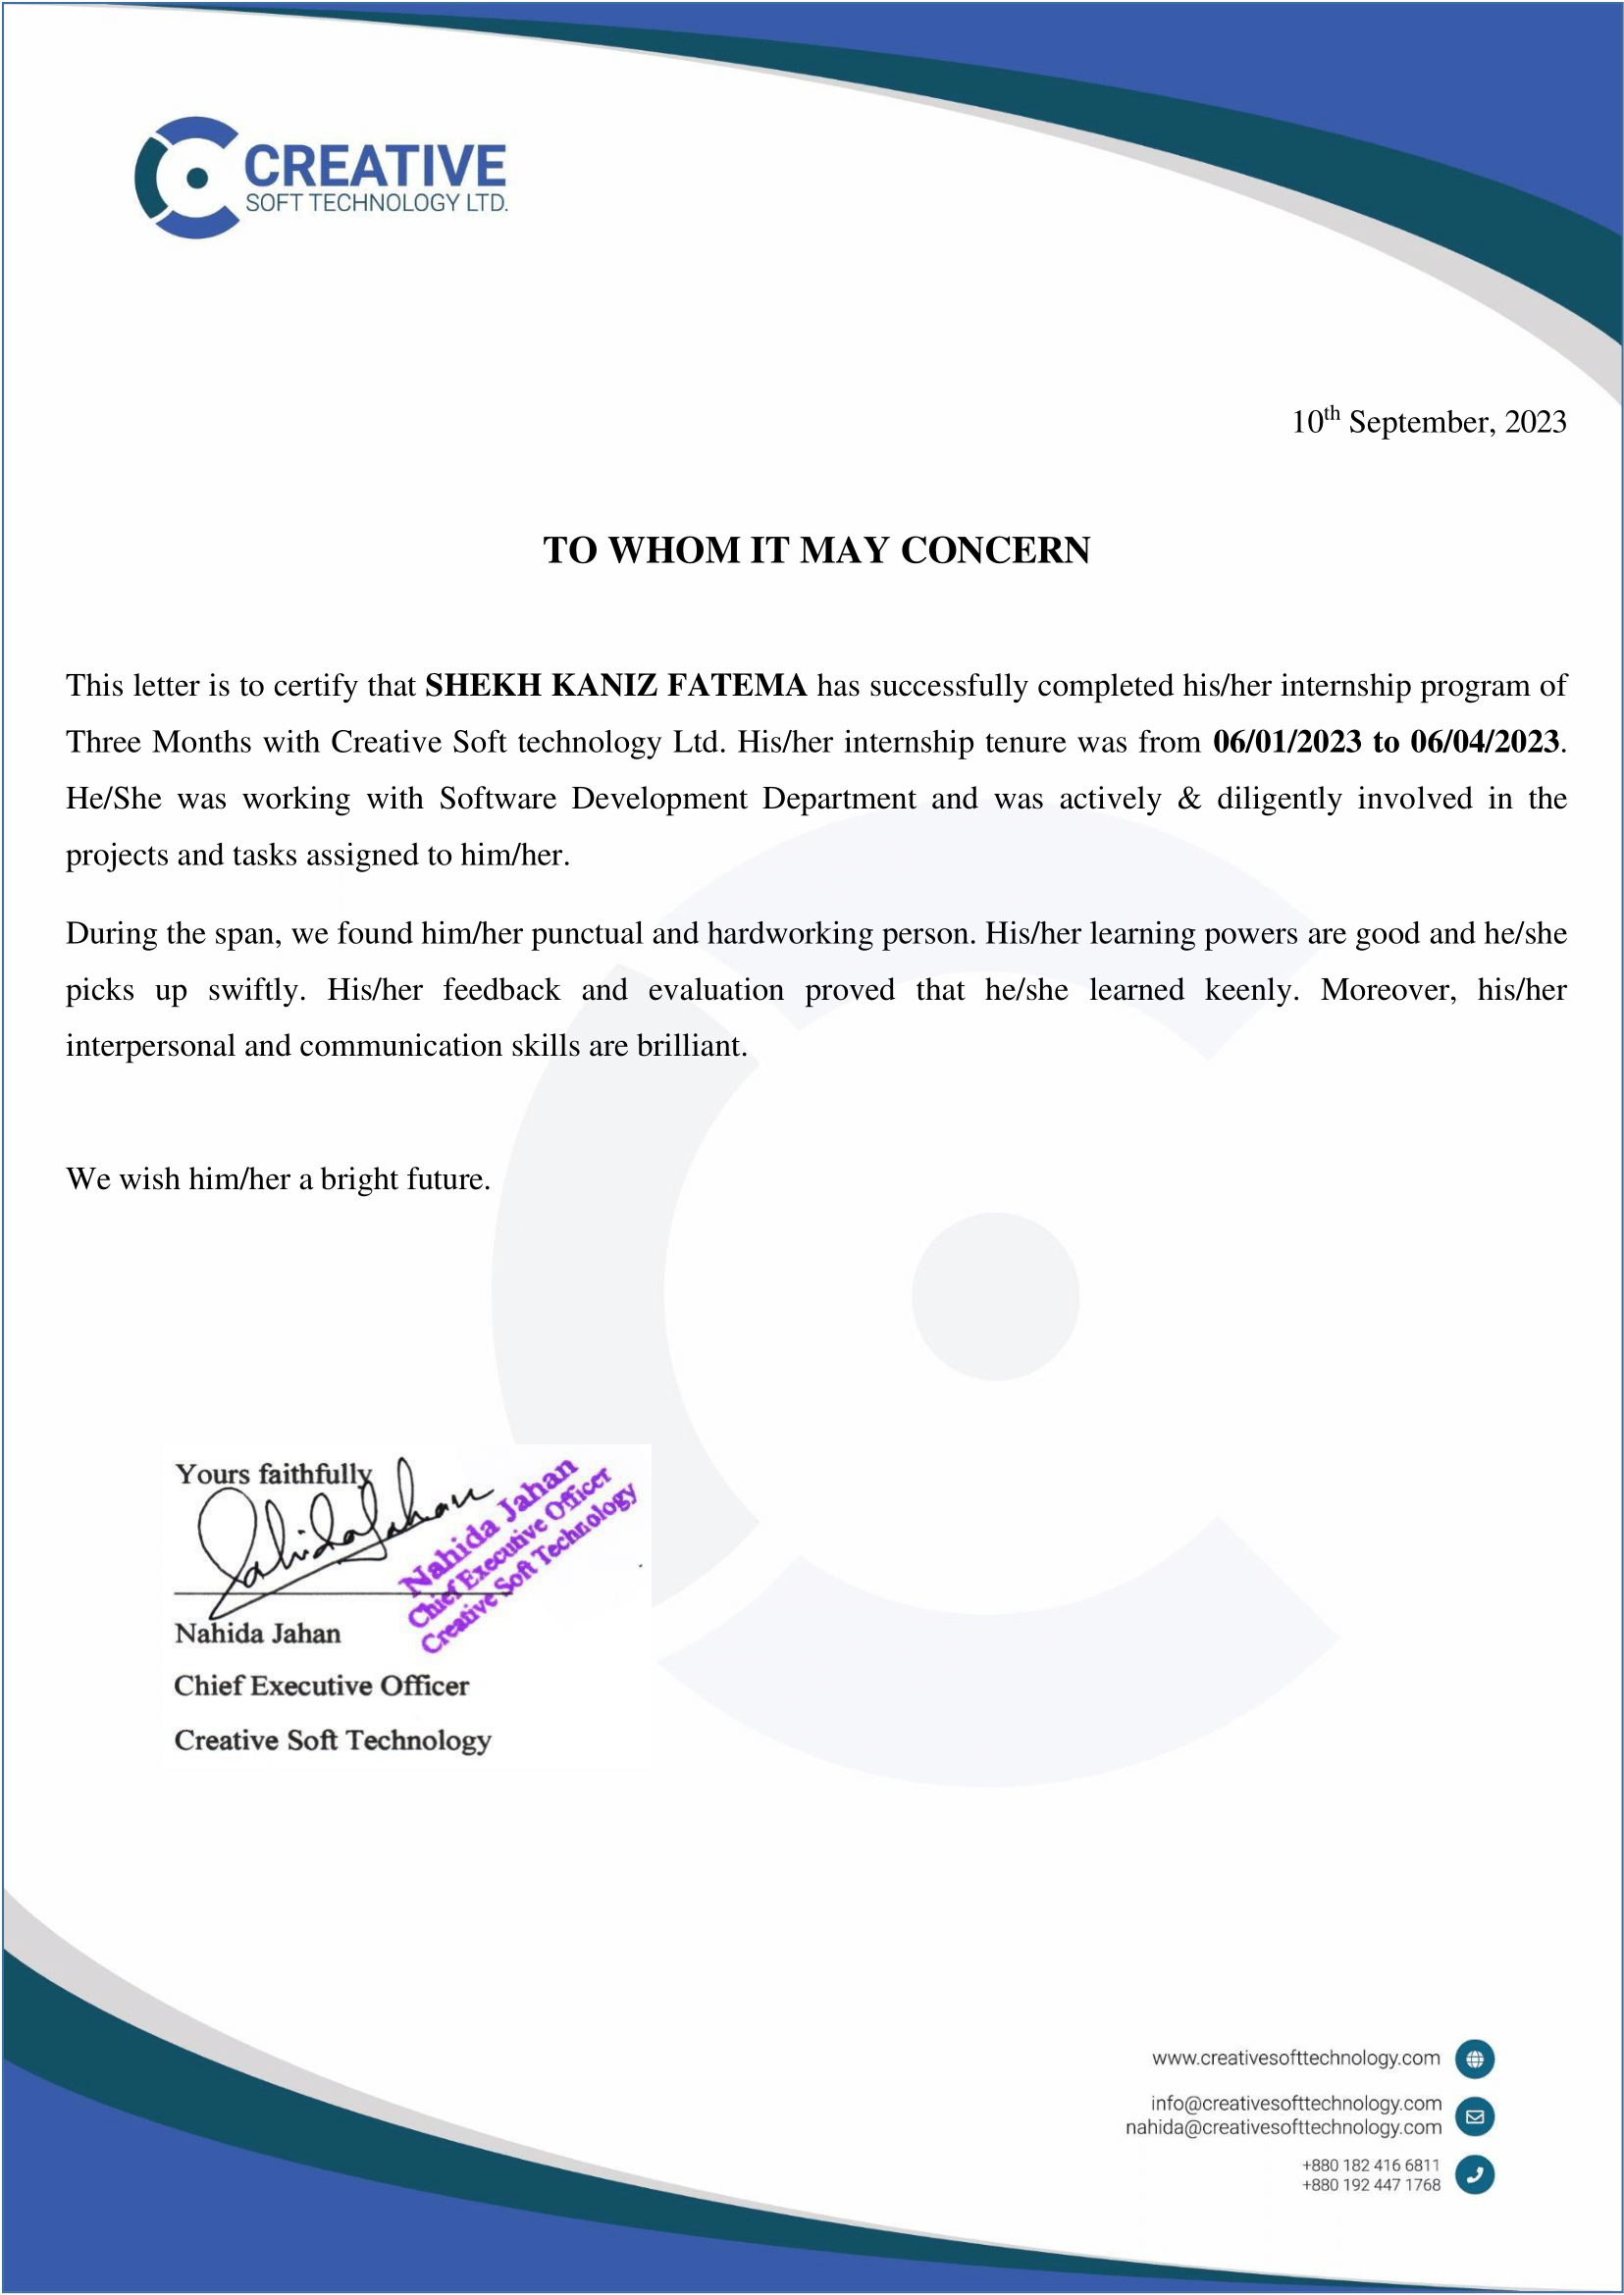 CREATIVE
SOFT TECHNOLOGY LTD.
10th September, 2023
TO WHOM IT MAY CONCERN
This letter is to certify that SHEKH KANIZ FATEMA has successfully completed his/her internship program of
Three Months with Creative Soft technology Ltd. His/her internship tenure was from 06/01/2023 to 06/04/2023.
He/She was working with Software Development Department and was actively & diligently involved in the
projects and tasks assigned to him/her.
During the span, we found him/her punctual and hardworking person. His/her learning powers are good and he/she
picks up swiftly. His/her feedback and evaluation proved that he/she learned keenly. Moreover, his/her
interpersonal and communication skills are brilliant.
We wish him/her a bright future.
Yours faithfully
Nahida Jahan
Nahida Jahan
Chief Executive Officer
Creative Soft Technology
Nahida Jahan
Chief Executive Officer
Creative Soft Technology
www.creativesofttechnology.com
info@creativesofttechnology.com
nahida@creativesofttechnology.com
+880 182 416 6811
+880 192 447 1768